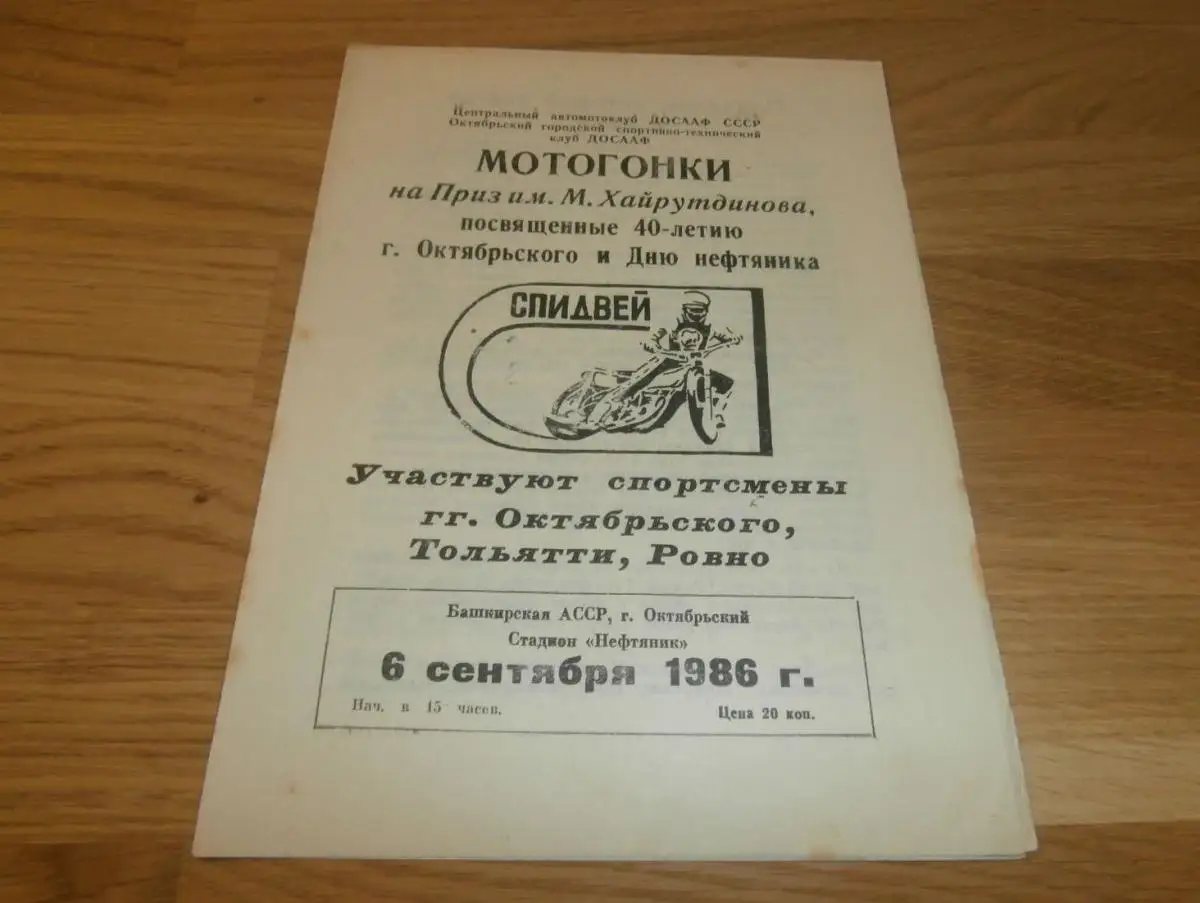 Центральный автомотоклуб ДОСААФ СССР
Октябрьский городской спортивно-технический
клуб ДОСААФ
МОТОГОНКИ
на Приз им. М. Хайрутдинова,
посвященные 40-летию
г. Октябрьского и Дню нефтяника
СПИДВЕЙ
Участвуют спортсмены
гг. Октябрьского,
Тольятти, Ровно
Башкирская АССР, г. Октябрьский
Стадион «Нефтяник»
6 сентября 1986 г.
Нач. в 15 часов.
Цена 20 коп.